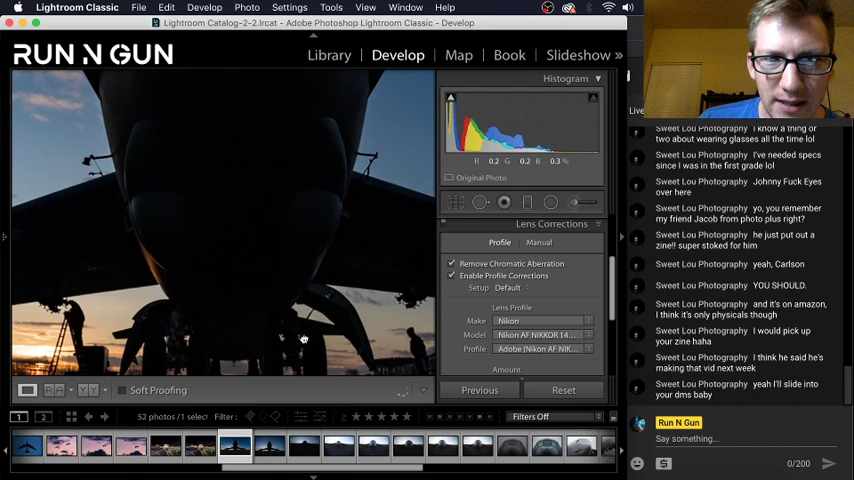 Lightroom Classic File Edit Develop Photo Settings Tools View Window Help
Lightroom Catalog-2-2.lrcat - Adobe Photoshop Lightroom Classic - Develop
RUN N GUN
Library Develop Map Book Slideshow »
Histogram
R 0.2 G 0.2 B 0.3 %
Original Photo
Lens Corrections
Profile Manual
Remove Chromatic Aberration
Enable Profile Corrections
Setup Default
Lens Profile
Make Nikon
Model Nikon AF NIKKOR 14...
Profile Adobe (Nikon AF NIK...
Amount
Soft Proofing
Previous Reset
1 2 52 photos /1 select Filter : Filters Off
Live
Sweet Lou Photography I know a thing or
two about wearing glasses all the time lol
Sweet Lou Photography I've needed specs
since I was in the first grade lol
Sweet Lou Photography Johnny Fuck Eyes
over here
Sweet Lou Photography yo, you remember
my friend Jacob from photo plus right?
Sweet Lou Photography he just put out a
zine!! super stoked for him
Sweet Lou Photography yeah, Carlson
Sweet Lou Photography YOU SHOULD.
Sweet Lou Photography and it's on amazon,
I think it's only physicals though
Sweet Lou Photography I would pick up
your zine haha
Sweet Lou Photography I think he said he's
making that vid next week
Sweet Lou Photography yeah I'll slide into
your dms baby
Run N Gun
Say something...
0/200